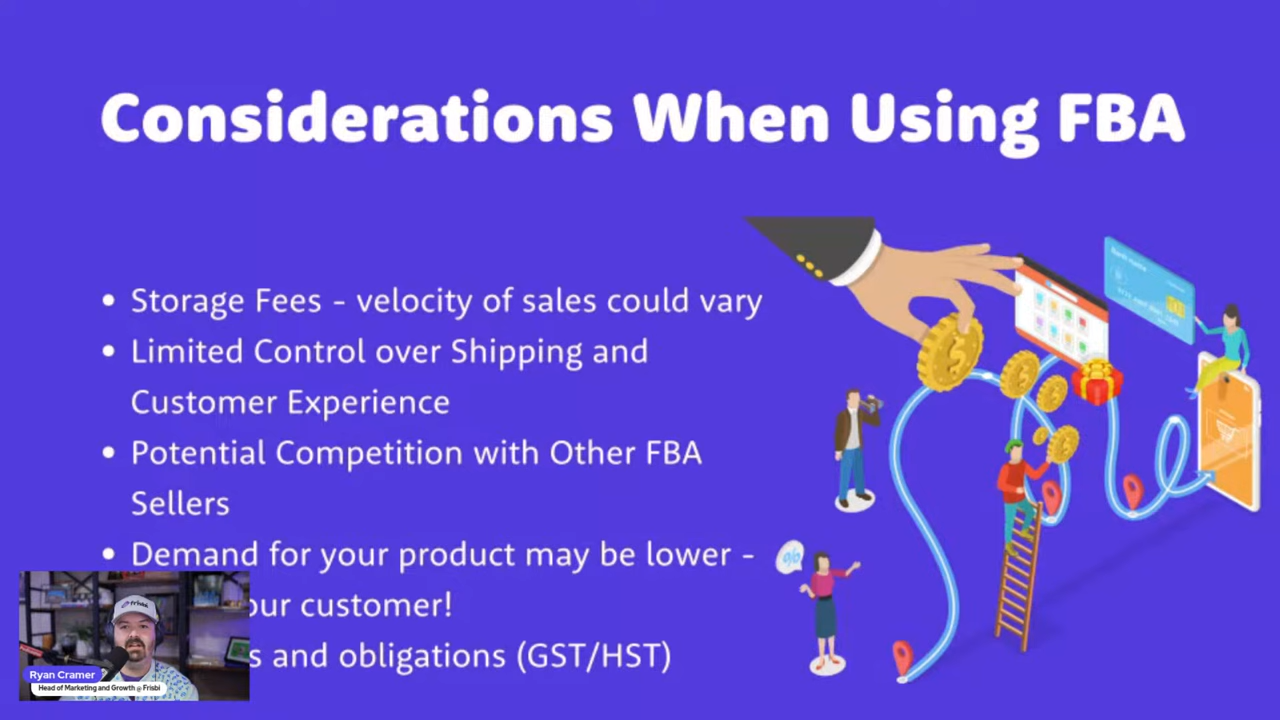 Considerations When Using FBA
• Storage Fees - velocity of sales could vary
• Limited Control over Shipping and
Customer Experience
• Potential Competition with Other FBA
Sellers
• Demand for your product may be lower -
our customer!
s and obligations (GST/HST)
frisbi
Ryan Cramer
Head of Marketing and Growth @ Frisbi